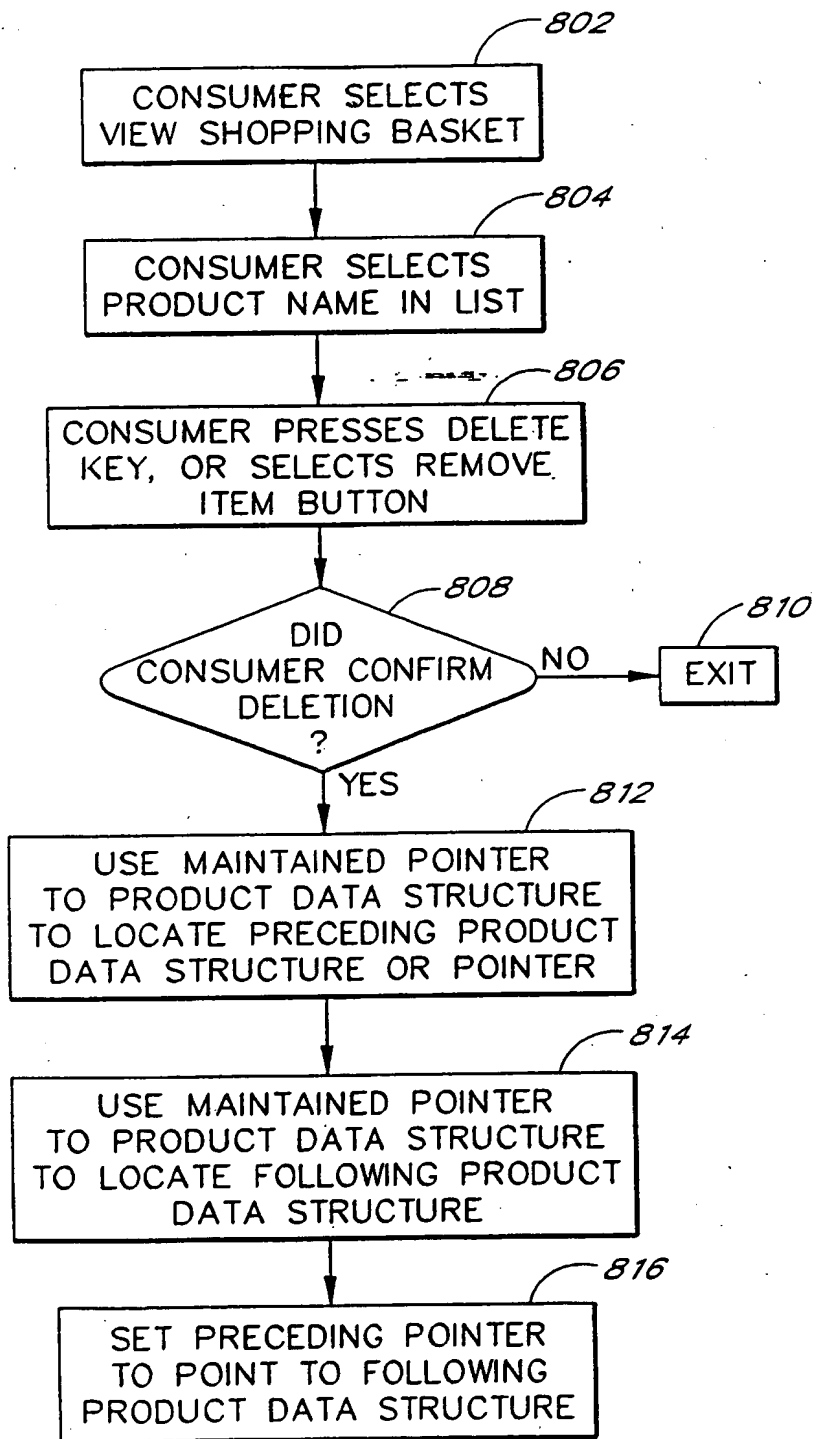 802
CONSUMER SELECTS
VIEW SHOPPING BASKET
804
CONSUMER SELECTS
PRODUCT NAME IN LIST
806
CONSUMER PRESSES DELETE
KEY, OR SELECTS REMOVE
ITEM BUTTON
808
DID
CONSUMER CONFIRM
DELETION
?
NO
810
EXIT
YES
812
USE MAINTAINED POINTER
TO PRODUCT DATA STRUCTURE
TO LOCATE PRECEDING PRODUCT
DATA STRUCTURE OR POINTER
814
USE MAINTAINED POINTER
TO PRODUCT DATA STRUCTURE
TO LOCATE FOLLOWING PRODUCT
DATA STRUCTURE
816
SET PRECEDING POINTER
TO POINT TO FOLLOWING
PRODUCT DATA STRUCTURE